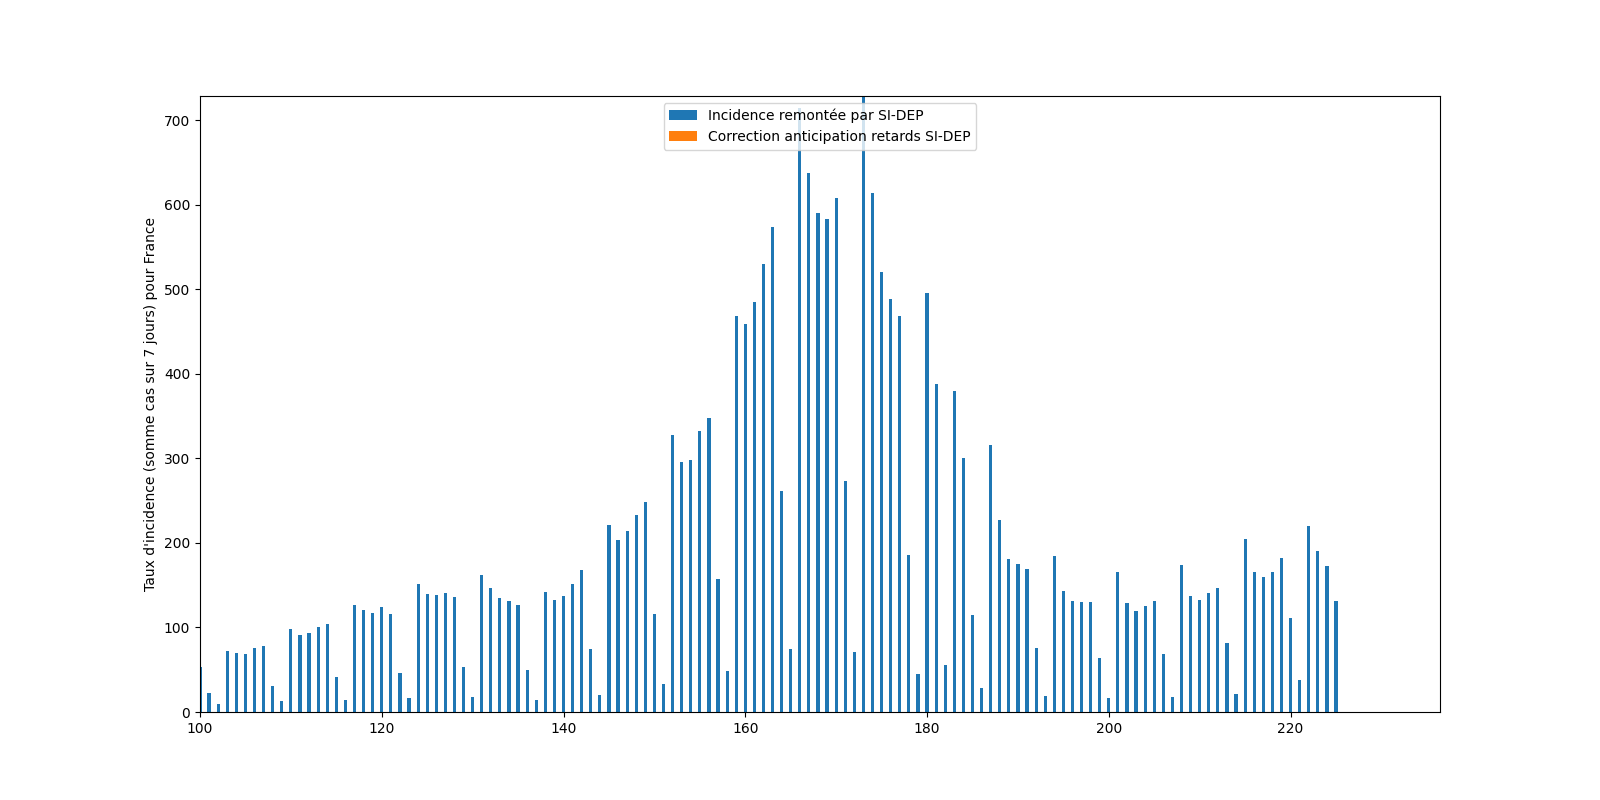 Incidence remontée par SI-DEP
Correction anticipation retards SI-DEP
Taux d'incidence (somme cas sur 7 jours) pour France
700
600
500
400
300
200
100
0
100 120 140 160 180 200 220